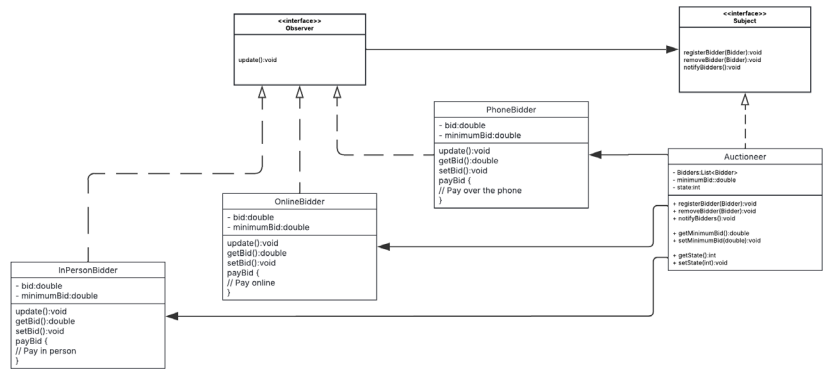 <<interface>>
Observer
update():void
<<interface>>
Subject
registerBidder(Bidder):void
removeBidder(Bidder):void
notifyBidders():void
PhoneBidder
- bid:double
- minimumBid:double
update():void
getBid():double
setBid():void
payBid {
// Pay over the phone
}
Auctioneer
- Bidders:List<Bidder>
- minimumBid::double
- state:int
+ registerBidder(Bidder):void
+ removeBidder(Bidder):void
+ notifyBidders():void
+ getMinimumBid():double
+ setMinimumBid(double):void
+ getState():int
+ setState(int):void
OnlineBidder
- bid:double
- minimumBid:double
update():void
getBid():double
setBid():void
payBid {
// Pay online
}
InPersonBidder
- bid:double
- minimumBid:double
update():void
getBid():double
setBid():void
payBid {
// Pay in person
}